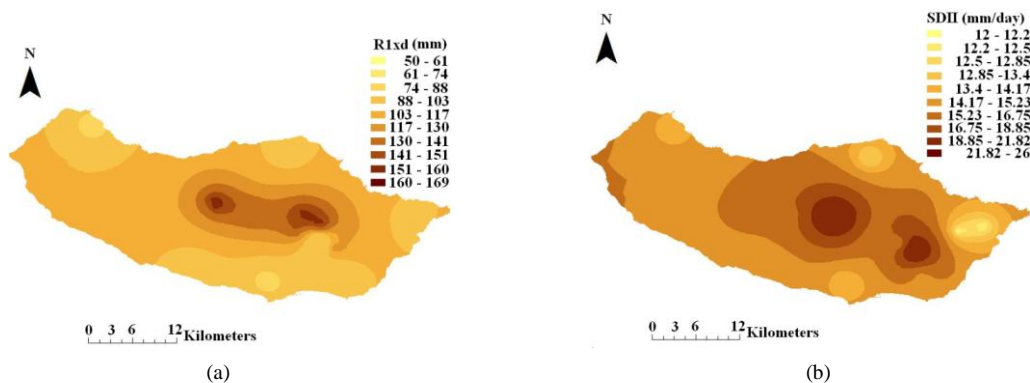 R1xd (mm)
50 - 61
61 - 74
74 - 88
88 - 103
103 - 117
117 - 130
130 - 141
141 - 151
151 - 160
160 - 169
N
0 3 6 12 Kilometers
(a)
SDII (mm/day)
12 - 12.2
12.2 - 12.5
12.5 - 12.85
12.85 -13.4
13.4 - 14.17
14.17 - 15.23
15.23 - 16.75
16.75 - 18.85
18.85 - 21.82
21.82 - 26
N
0 3 6 12 Kilometers
(b)